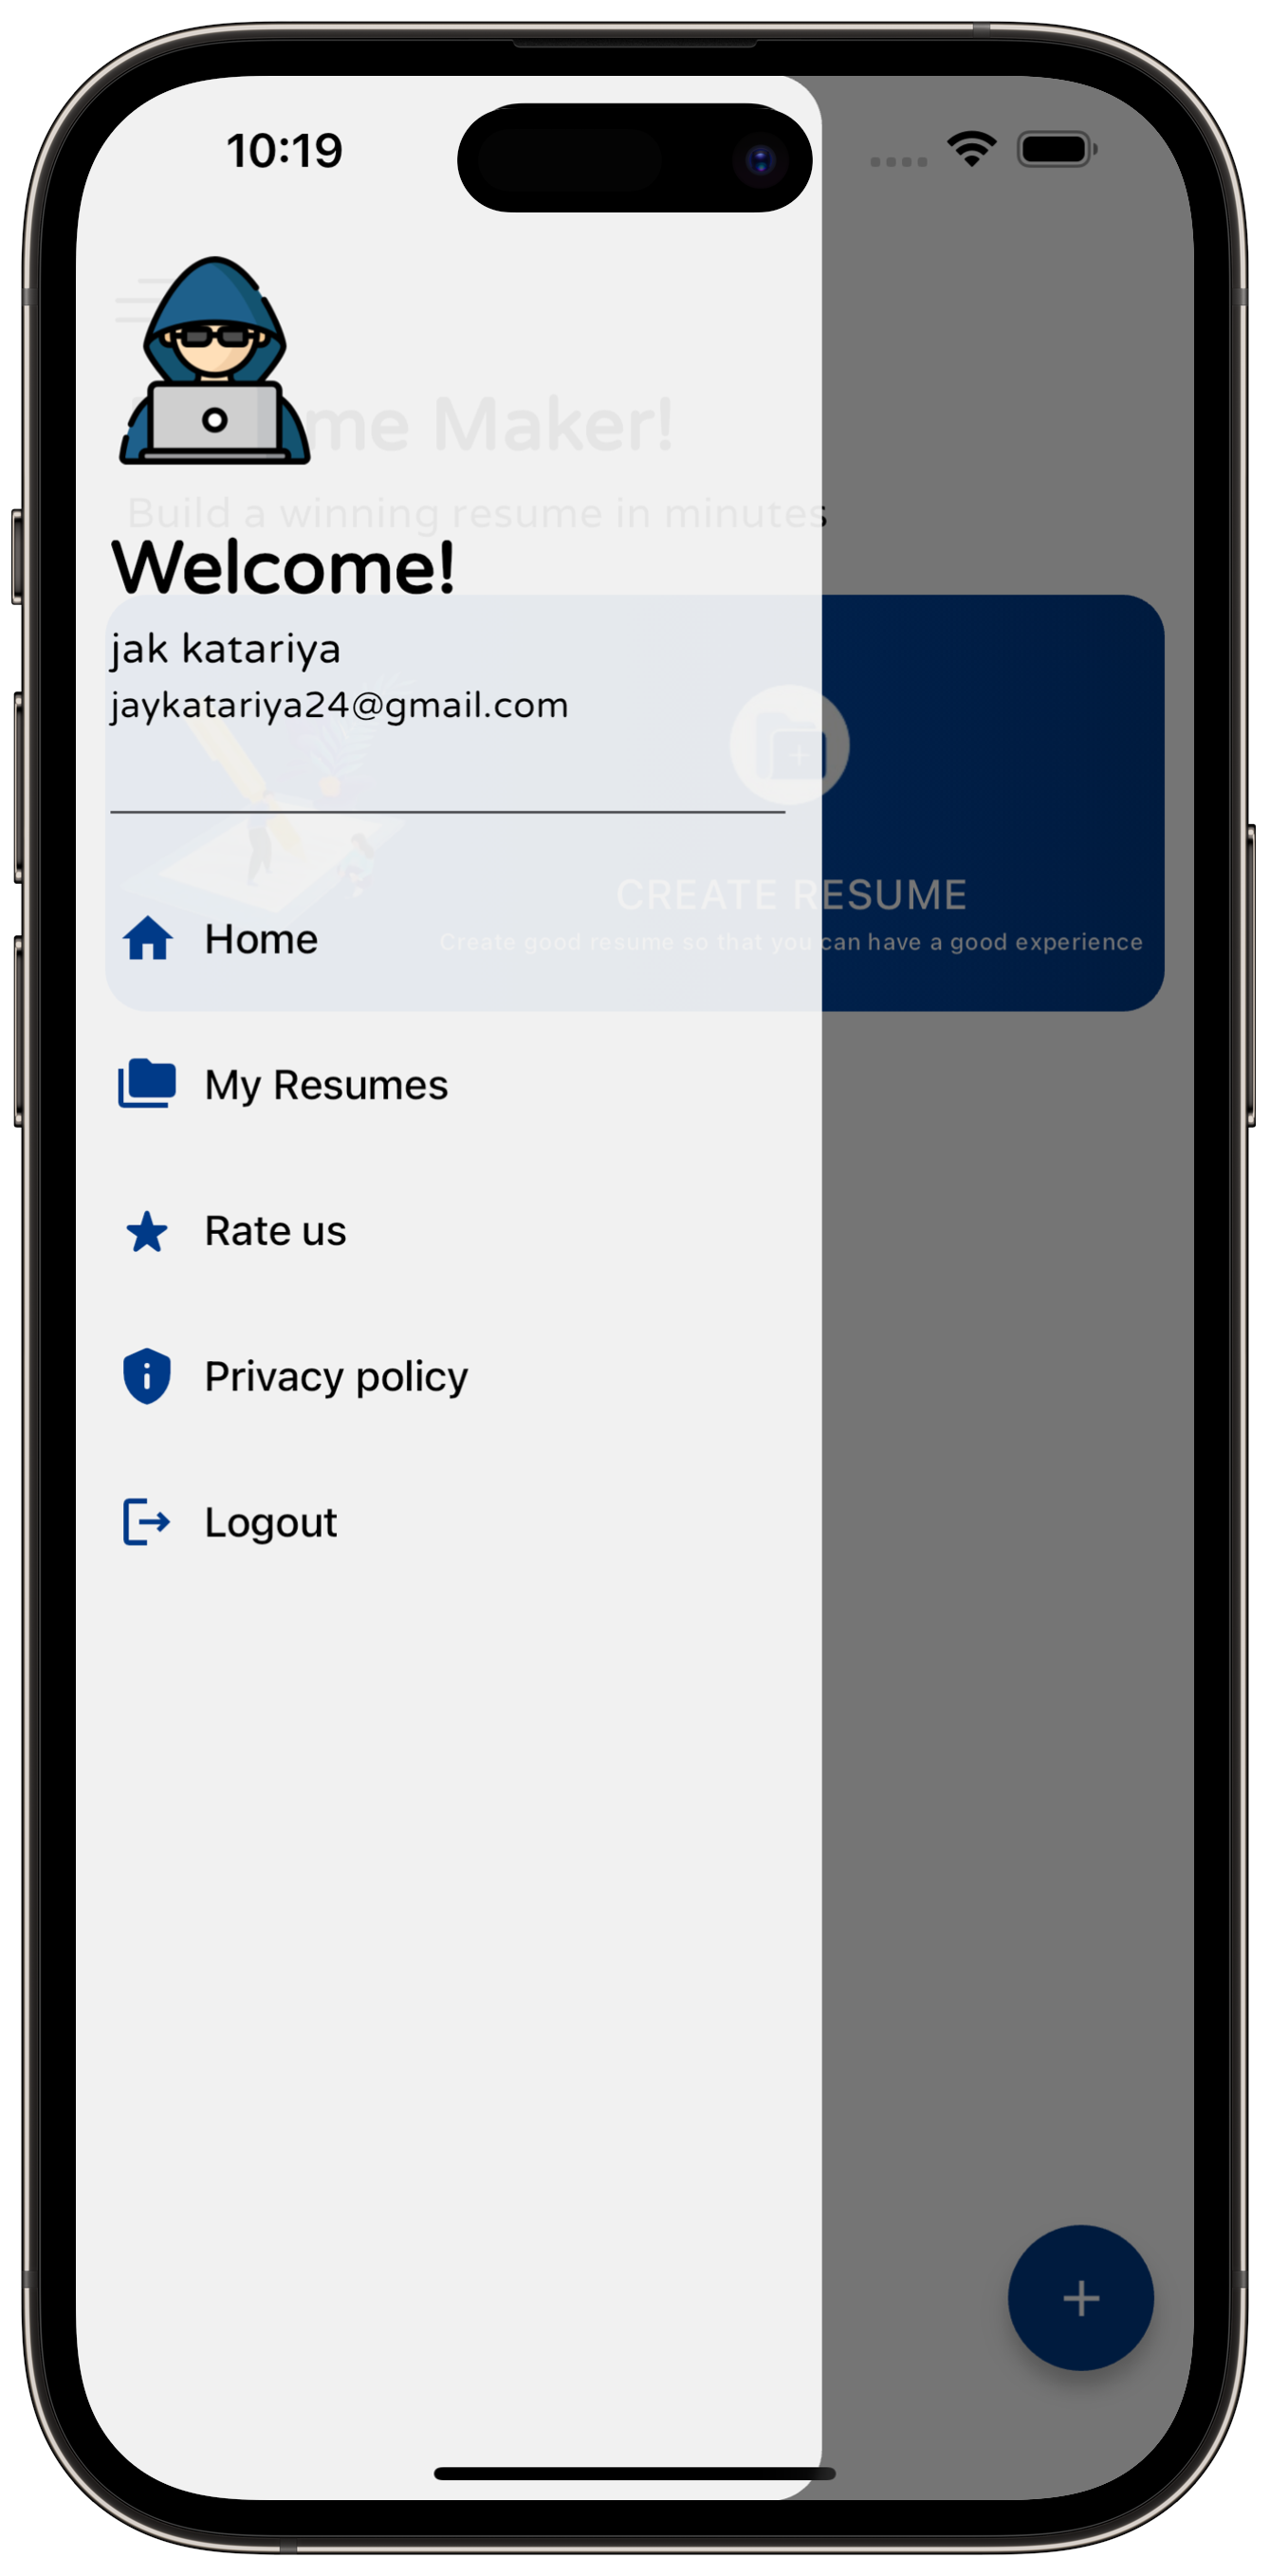 10:19
me Maker!
Build a winning resume in minutes
Welcome!
jak katariya
jaykatariya24@gmail.com
CREATE RESUME
Create good resume so that you can have a good experience
Home
My Resumes
Rate us
Privacy policy
Logout